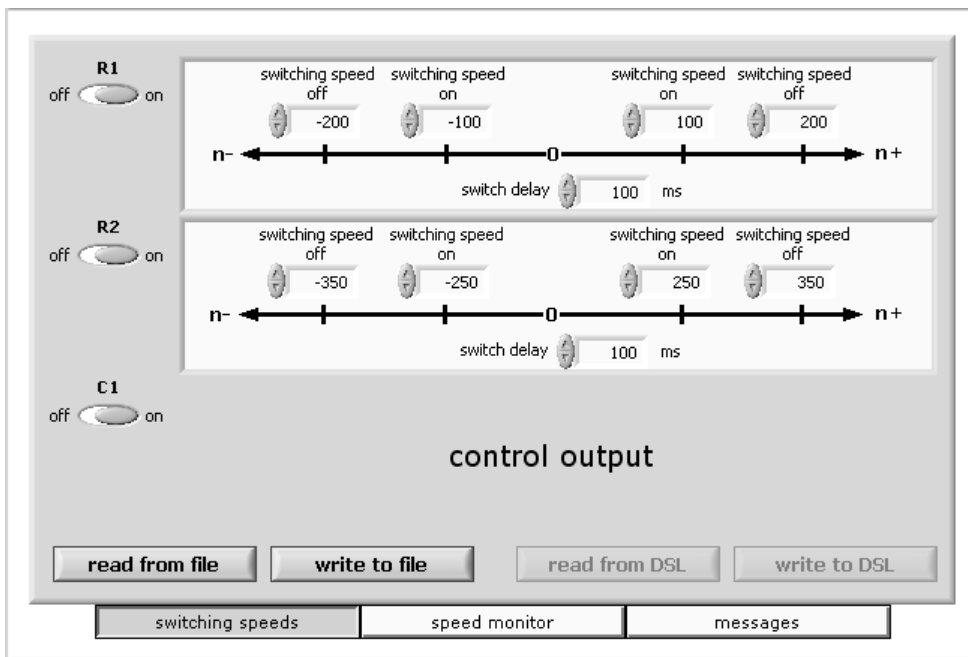 R1
off on
switching speed off
switching speed on
switching speed on
switching speed off
-200 -100 100 200
n- 0 n+
switch delay 100 ms
R2
off on
switching speed off
switching speed on
switching speed on
switching speed off
-350 -250 250 350
n- 0 n+
switch delay 100 ms
C1
off on
control output
read from file write to file read from DSL write to DSL
switching speeds speed monitor messages